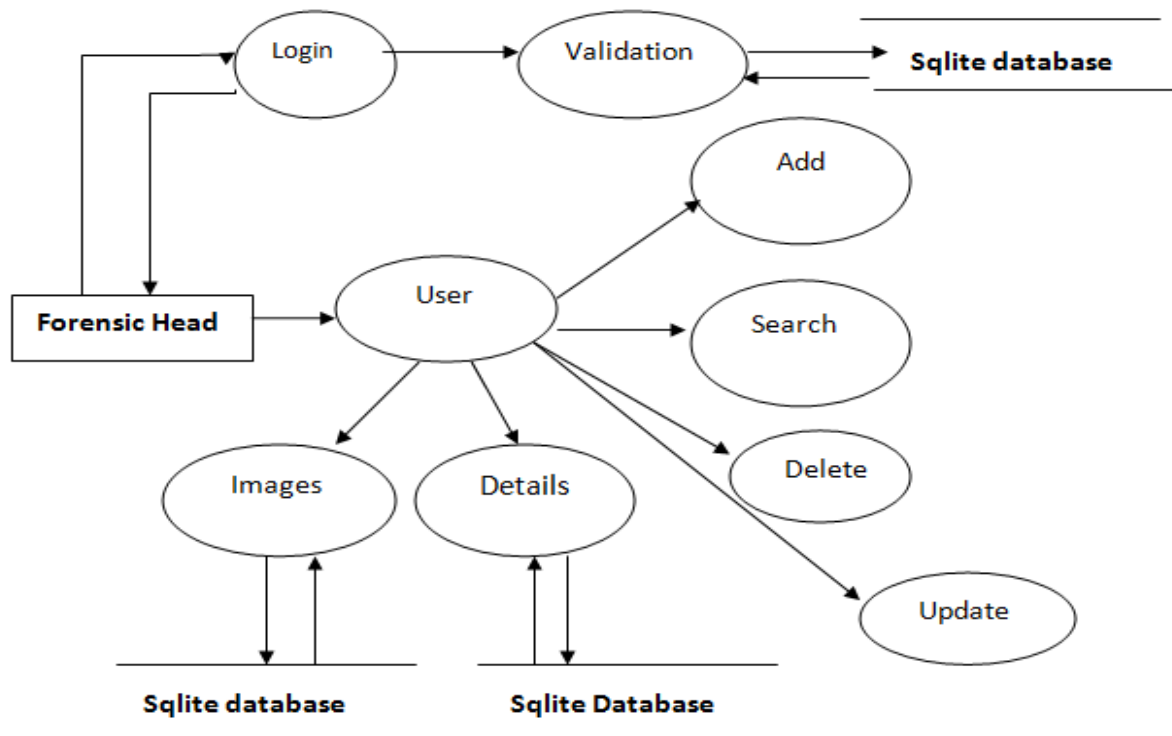 Login
Validation
Sqlite database
Add
User
Forensic Head
Search
Images
Details
Delete
Update
Sqlite database
Sqlite Database